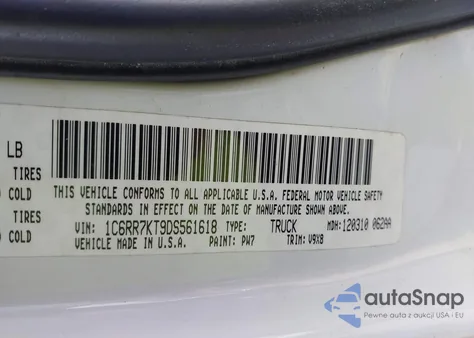 LB
TIRES
COLD
TIRES
COLD
THIS VEHICLE CONFORMS TO ALL APPLICABLE U.S.A. FEDERAL MOTOR VEHICLE SAFETY
STANDARDS IN EFFECT ON THE DATE OF MANUFACTURE SHOWN ABOVE.
VIN: 1C6RR7KT9DS561618 TYPE: TRUCK MDH: 120310 062AA
VEHICLE MADE IN U.S.A. PAINT: PW7 TRIM: V9X8
autoSnap
Pewne auta z aukcji USA i EU